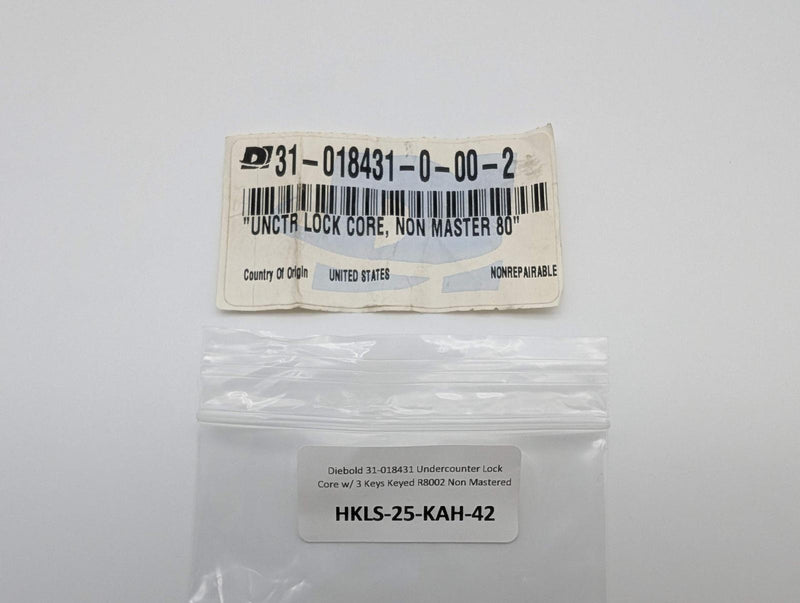 D 31-018431-0-00-2
"UNCTR LOCK CORE, NON MASTER 80"
Country Of Origin UNITED STATES NONREPAIRABLE
Diebold 31-018431 Undercounter Lock
Core w/ 3 Keys Keyed R8002 Non Mastered
HKLS-25-KAH-42